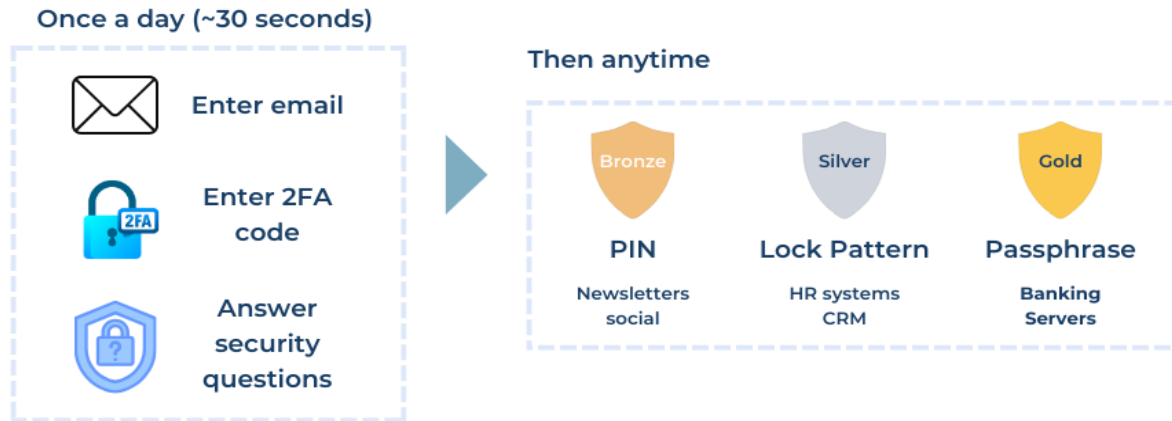 Once a day (~30 seconds)
Enter email
2FA
Enter 2FA
code
?
Answer
security
questions
Then anytime
Bronze
Silver
Gold
PIN
Lock Pattern
Passphrase
Newsletters
social
HR systems
CRM
Banking
Servers